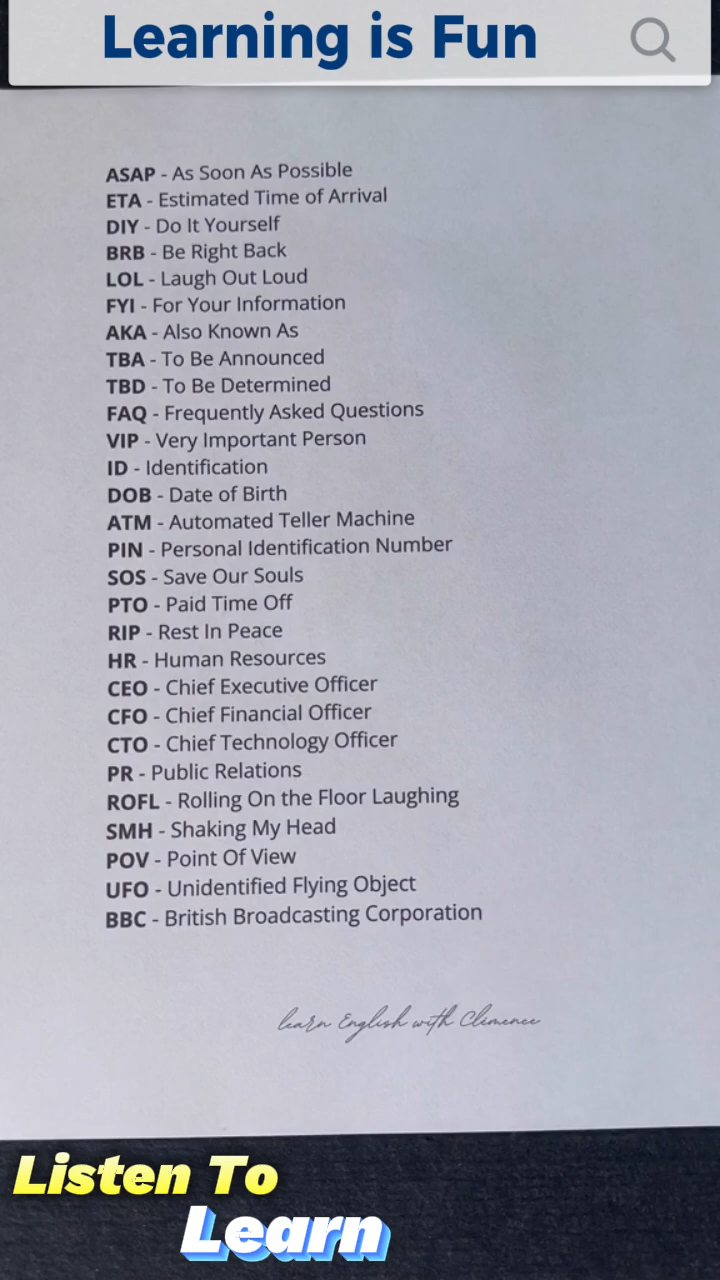 Learning is Fun
ASAP - As Soon As Possible
ETA - Estimated Time of Arrival
DIY - Do It Yourself
BRB - Be Right Back
LOL - Laugh Out Loud
FYI - For Your Information
AKA - Also Known As
TBA - To Be Announced
TBD - To Be Determined
FAQ - Frequently Asked Questions
VIP - Very Important Person
ID - Identification
DOB - Date of Birth
ATM - Automated Teller Machine
PIN - Personal Identification Number
SOS - Save Our Souls
PTO - Paid Time Off
RIP - Rest In Peace
HR - Human Resources
CEO - Chief Executive Officer
CFO - Chief Financial Officer
CTO - Chief Technology Officer
PR - Public Relations
ROFL - Rolling On the Floor Laughing
SMH - Shaking My Head
POV - Point Of View
UFO - Unidentified Flying Object
BBC - British Broadcasting Corporation
learn English with Clemence
Listen To
Learn